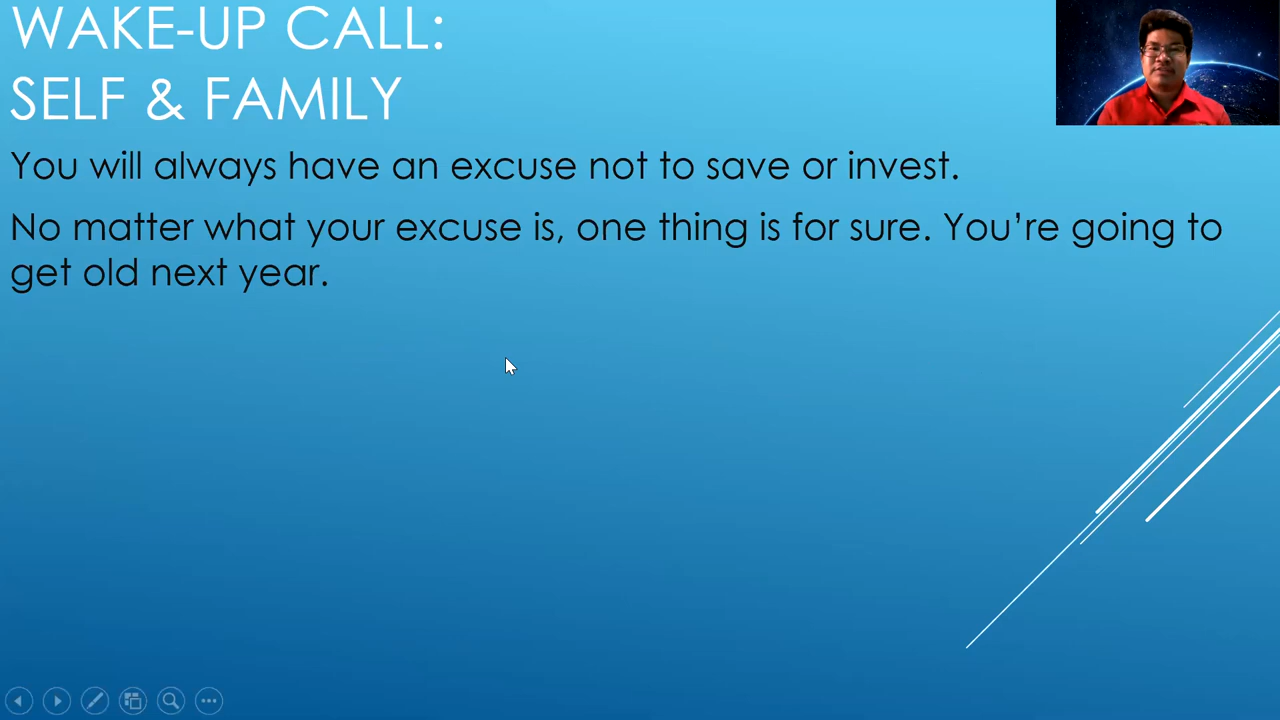 WAKE-UP CALL:
SELF & FAMILY
You will always have an excuse not to save or invest.
No matter what your excuse is, one thing is for sure. You’re going to
get old next year.